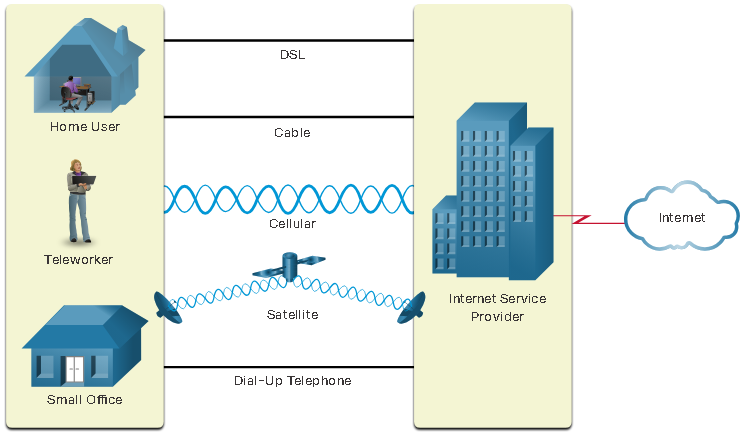 DSL
Home User
Cable
Teleworker
Cellular
Internet
Satellite
Internet Service
Provider
Small Office
Dial-Up Telephone